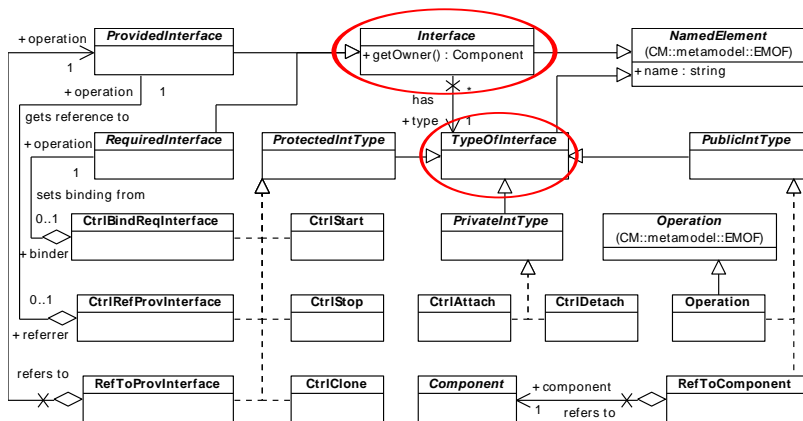 + operation
ProvidedInterface
Interface
NamedElement
+ getOwner() : Component
(CM::metamodel::EMOF)
1
+ name : string
+ operation
1
has
*
gets reference to
+ type
1
+ operation
RequiredInterface
ProtectedIntType
TypeOfInterface
PublicIntType
1
sets binding from
0..1
CtrlBindReqInterface
CtrlStart
PrivateIntType
Operation
(CM::metamodel::EMOF)
+ binder
0..1
CtrlRefProvInterface
CtrlStop
CtrlAttach
CtrlDetach
Operation
+ referrer
refers to
RefToProvInterface
CtrlClone
Component
+ component
RefToComponent
1
refers to